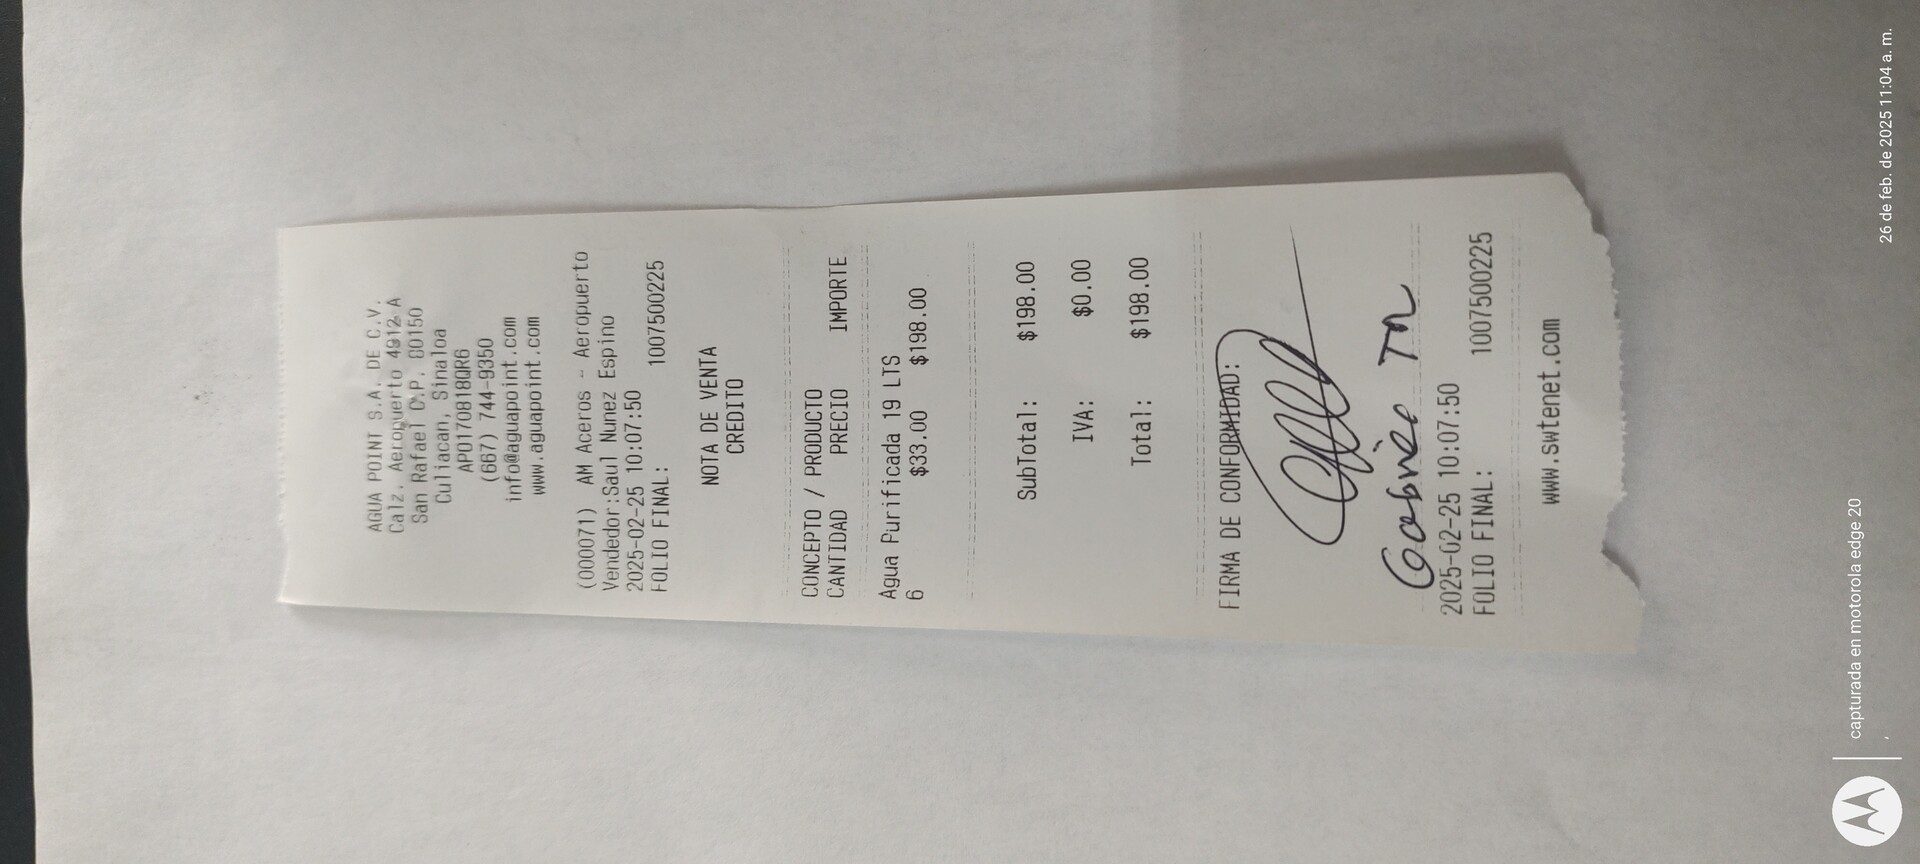 AGUA POINT S.A. DE C.V.
Calz. Aeropuerto 4912 A
San Rafael C.P. 80150
Culiacan, Sinaloa
APO170818QR6
(667) 744-9350
info@aguapoint.com
www.aguapoint.com
(000071) AM Aceros - Aeropuerto
Vendedor:Saul Nunez Espino
2025-02-25 10:07:50
FOLIO FINAL: 1007500225
NOTA DE VENTA
CREDITO
CONCEPTO / PRODUCTO
CANTIDAD PRECIO IMPORTE
Agua Purificada 19 LTS
6 $33.00 $198.00
SubTotal: $198.00
IVA: $0.00
Total: $198.00
FIRMA DE CONFORMIDAD:
2025-02-25 10:07:50
FOLIO FINAL: 1007500225
www.swtenet.com
capturada en motorola edge 20
26 de feb. de 2025 11:04 a. m.